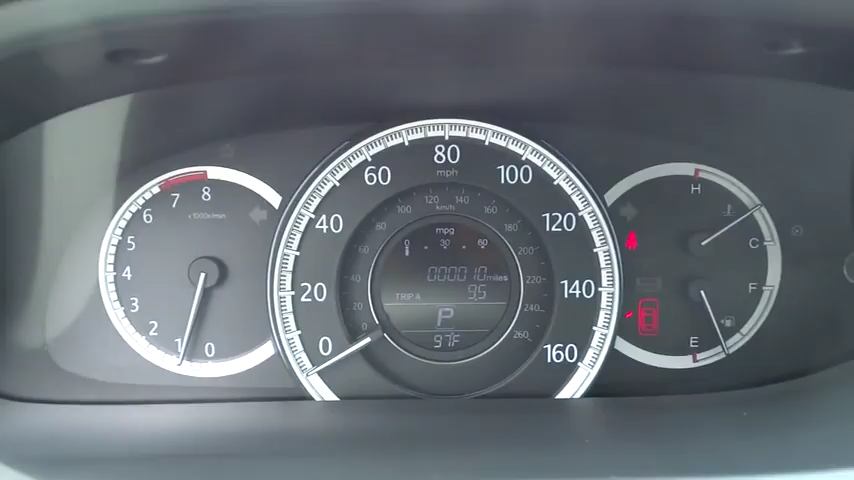 8
7
6
5
4
3
2
1
0
x1000r/min
0
20
40
60
80
100
120
140
160
mph
0
20
40
60
80
100
120
140
160
180
200
220
240
260
km/h
mpg
0 30 60
000010 miles
TRIP A 9.5
P
97°F
H
C
F
E